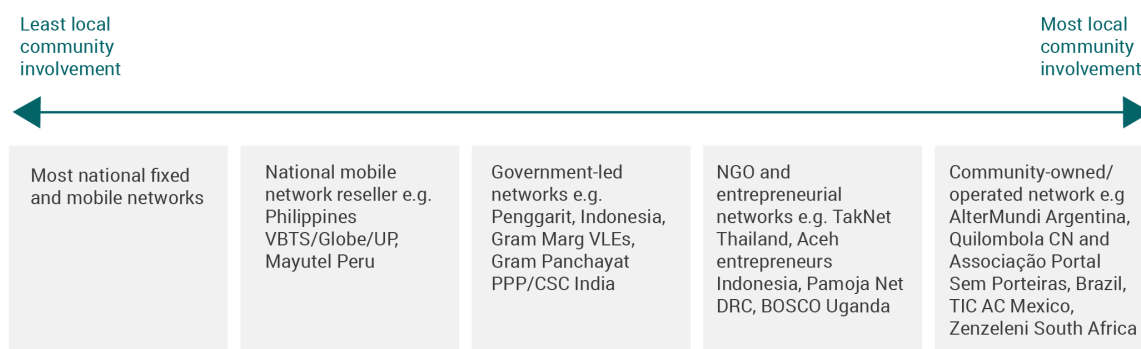 Least local
community
involvement
Most local
community
involvement
Most national fixed
and mobile networks
National mobile
network reseller e.g.
Philippines
VBTS/Globe/UP,
Mayutel Peru
Government-led
networks e.g.
Penggarit, Indonesia,
Gram Marg VLEs,
Gram Panchayat
PPP/CSC India
NGO and
entrepreneurial
networks e.g. TakNet
Thailand, Aceh
entrepreneurs
Indonesia, Pamoja Net
DRC, BOSCO Uganda
Community-owned/
operated network e.g
AlterMundi Argentina,
Quilombola CN and
Associação Portal
Sem Porteiras, Brazil,
TIC AC Mexico,
Zenzeleni South Africa